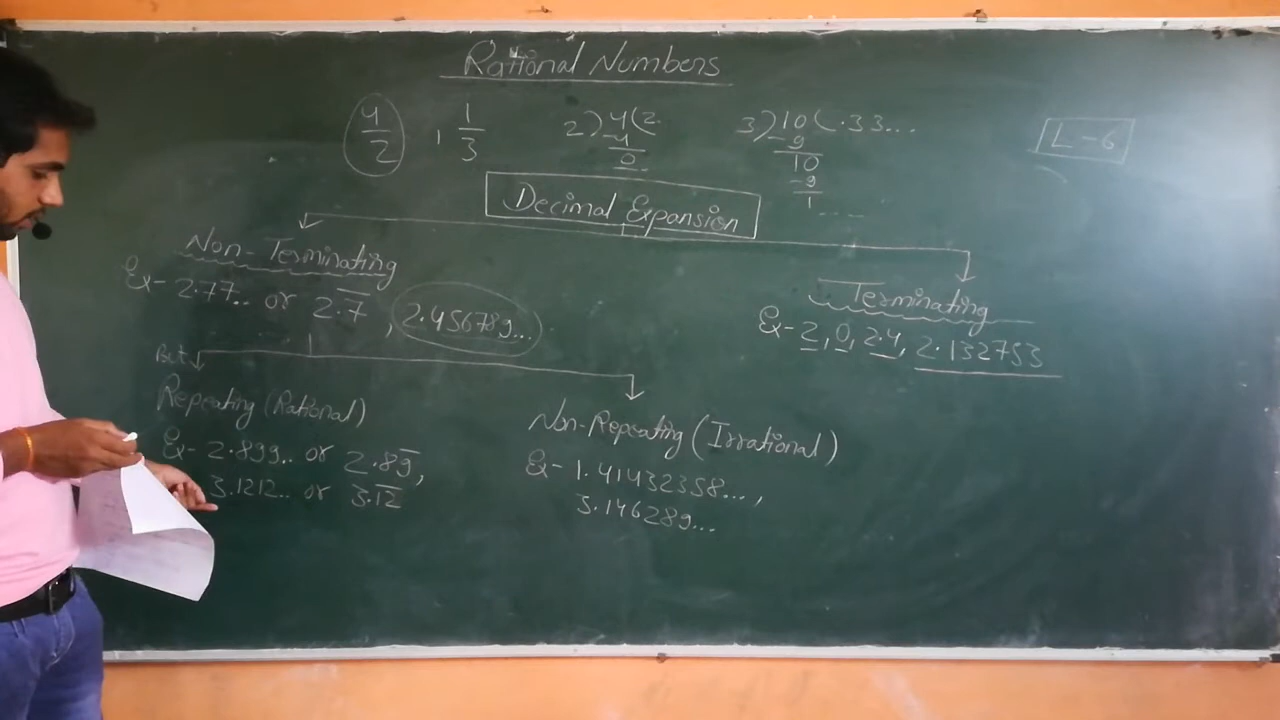 Rational Numbers
4/2 , 1/3 2)4(2. 3)10(.33...
-4 -9
0 10
-9
1 .....
L-6
Decimal Expansion
Non-Terminating
Ex- 2.77.. or 2.7̅ , 2.456789...
Terminating
Ex- 2, 0, 2.4, 2.132753
But
Repeating (Rational)
Ex- 2.899.. or 2.89̅,
3.1212.. or 3.1̅2̅
Non-Repeating (Irrational)
Ex- 1.41432358...,
3.146289...